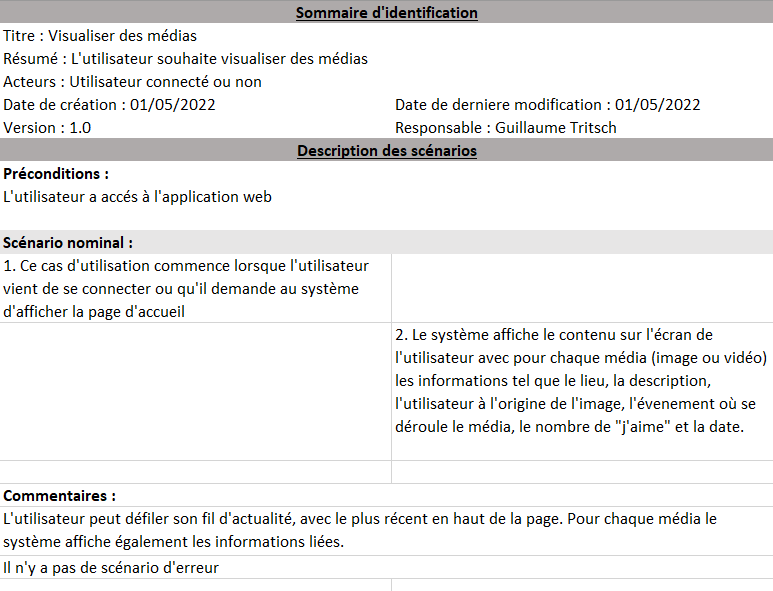 Sommaire d'identification
Titre : Visualiser des médias
Résumé : L'utilisateur souhaite visualiser des médias
Acteurs : Utilisateur connecté ou non
Date de création : 01/05/2022
Date de derniere modification : 01/05/2022
Version : 1.0
Responsable : Guillaume Tritsch
Description des scénarios
Préconditions :
L'utilisateur a accés à l'application web
Scénario nominal :
1. Ce cas d'utilisation commence lorsque l'utilisateur
vient de se connecter ou qu'il demande au système
d'afficher la page d'accueil
2. Le système affiche le contenu sur l'écran de
l'utilisateur avec pour chaque média (image ou vidéo)
les informations tel que le lieu, la description,
l'utilisateur à l'origine de l'image, l'évenement où se
déroule le média, le nombre de "j'aime" et la date.
Commentaires :
L'utilisateur peut défiler son fil d'actualité, avec le plus récent en haut de la page. Pour chaque média le
système affiche également les informations liées.
Il n'y a pas de scénario d'erreur